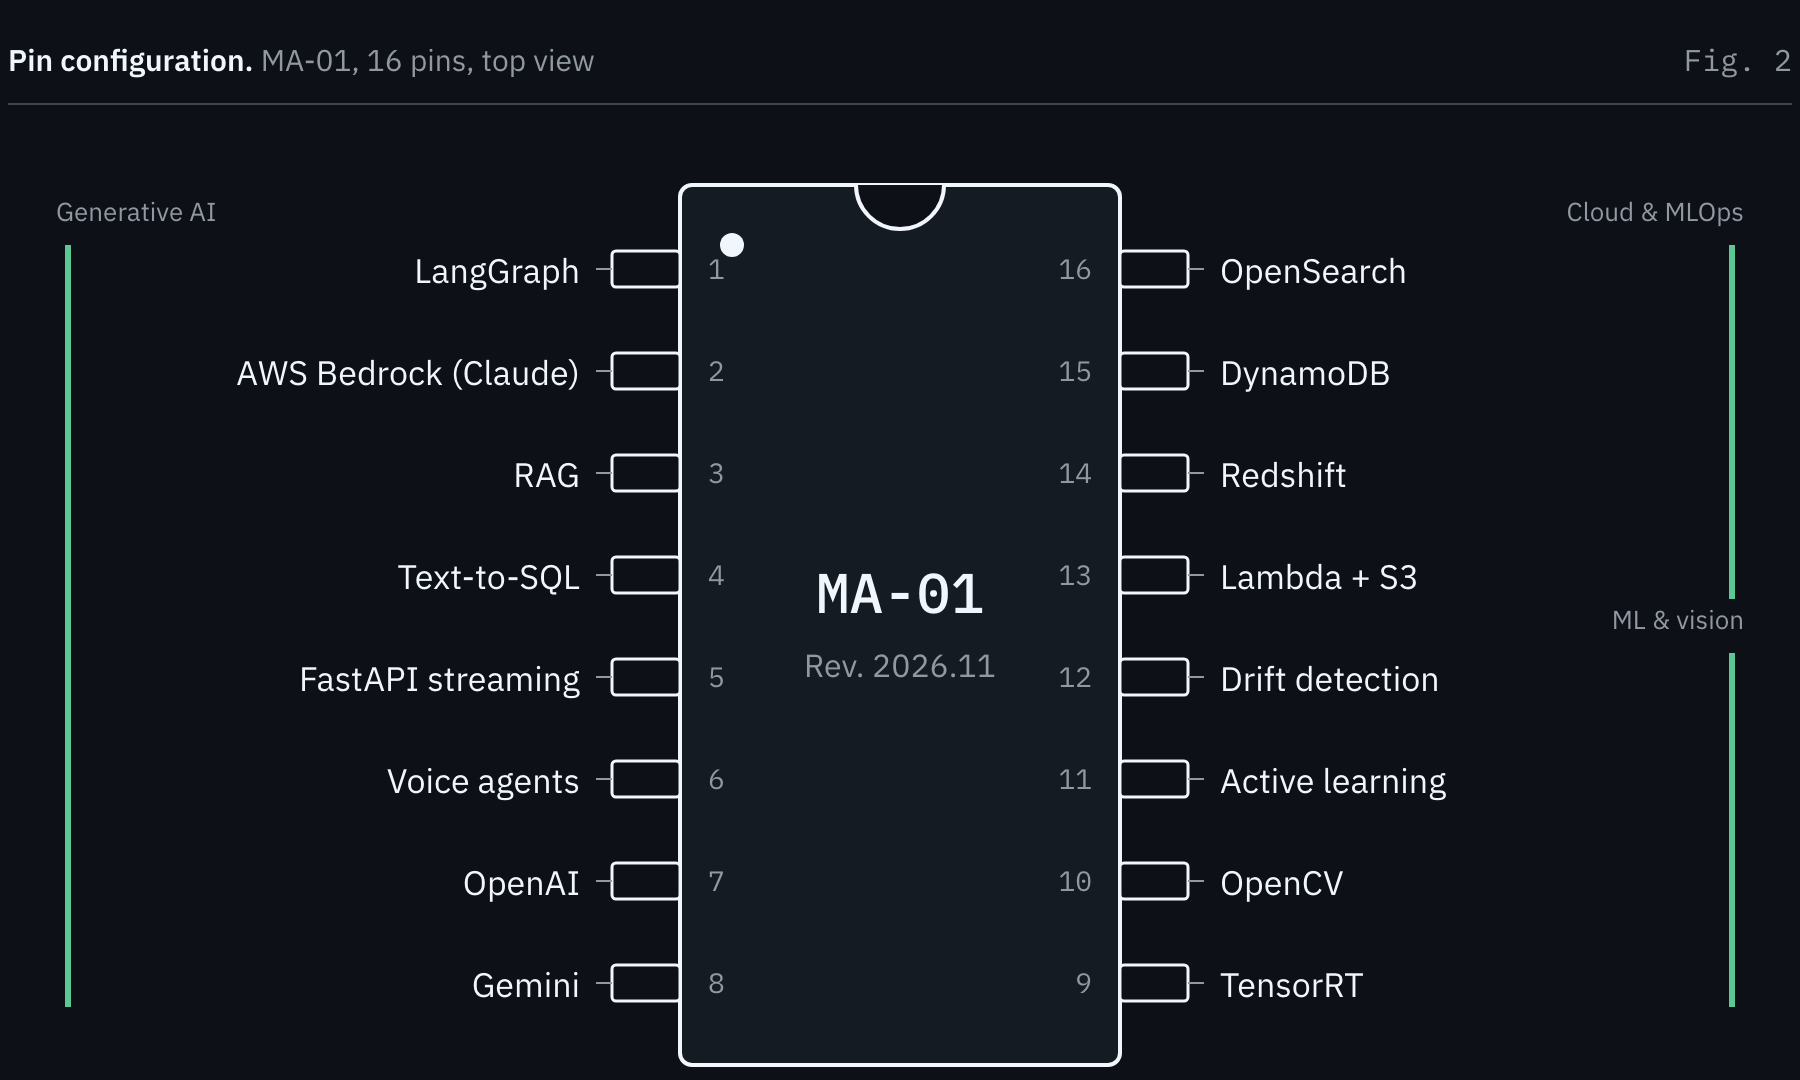 Pin configuration. MA-01, 16 pins, top view
Fig. 2
Generative AI
Cloud & MLOps
LangGraph 1 16 OpenSearch
AWS Bedrock (Claude) 2 15 DynamoDB
RAG 3 14 Redshift
Text-to-SQL 4 13 Lambda + S3
MA-01
ML & vision
Rev. 2026.11
FastAPI streaming 5 12 Drift detection
Voice agents 6 11 Active learning
OpenAI 7 10 OpenCV
Gemini 8 9 TensorRT